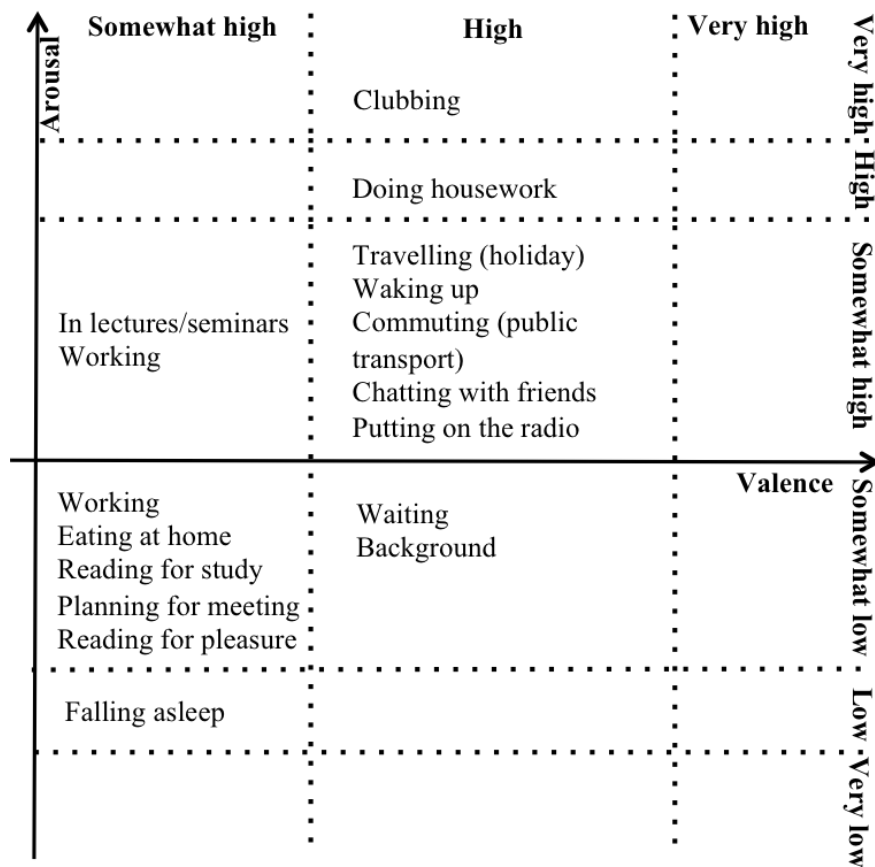 Somewhat high
High
Very high
Arousal
Very high
Clubbing
High
Doing housework
Somewhat high
In lectures/seminars
Working
Travelling (holiday)
Waking up
Commuting (public
transport)
Chatting with friends
Putting on the radio
Valence
Somewhat low
Working
Eating at home
Reading for study
Planning for meeting
Reading for pleasure
Waiting
Background
Low
Falling asleep
Very low